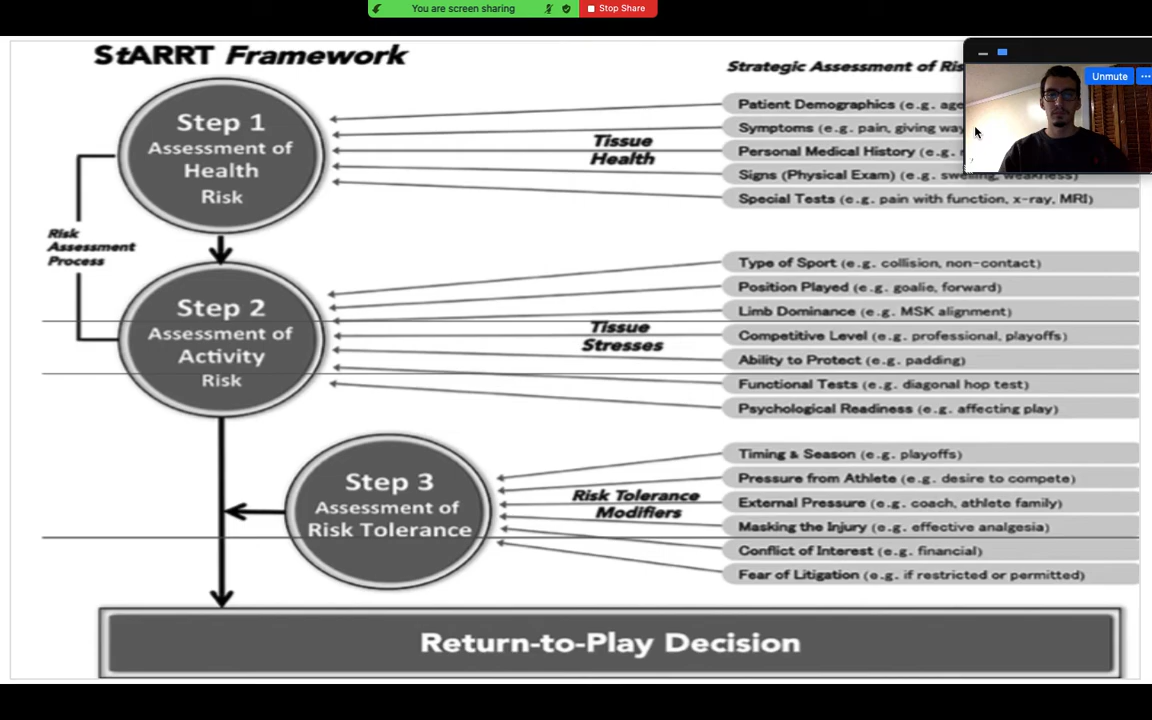 You are screen sharing
Stop Share
StARRT Framework
Strategic Assessment of
Unmute
Step 1
Assessment of
Health
Risk
Tissue
Health
Patient Demographics (e.g. age
Symptoms (e.g. pain, giving way
Personal Medical History (e.g.
Signs (Physical Exam) (e.g. swelling, weakness)
Special Tests (e.g. pain with function, x-ray, MRI)
Risk
Assessment
Process
Step 2
Assessment of
Activity
Risk
Tissue
Stresses
Type of Sport (e.g. collision, non-contact)
Position Played (e.g. goalie, forward)
Limb Dominance (e.g. MSK alignment)
Competitive Level (e.g. professional, playoffs)
Ability to Protect (e.g. padding)
Functional Tests (e.g. diagonal hop test)
Psychological Readiness (e.g. affecting play)
Step 3
Assessment of
Risk Tolerance
Risk Tolerance
Modifiers
Timing & Season (e.g. playoffs)
Pressure from Athlete (e.g. desire to compete)
External Pressure (e.g. coach, athlete family)
Masking the Injury (e.g. effective analgesia)
Conflict of Interest (e.g. financial)
Fear of Litigation (e.g. if restricted or permitted)
Return-to-Play Decision